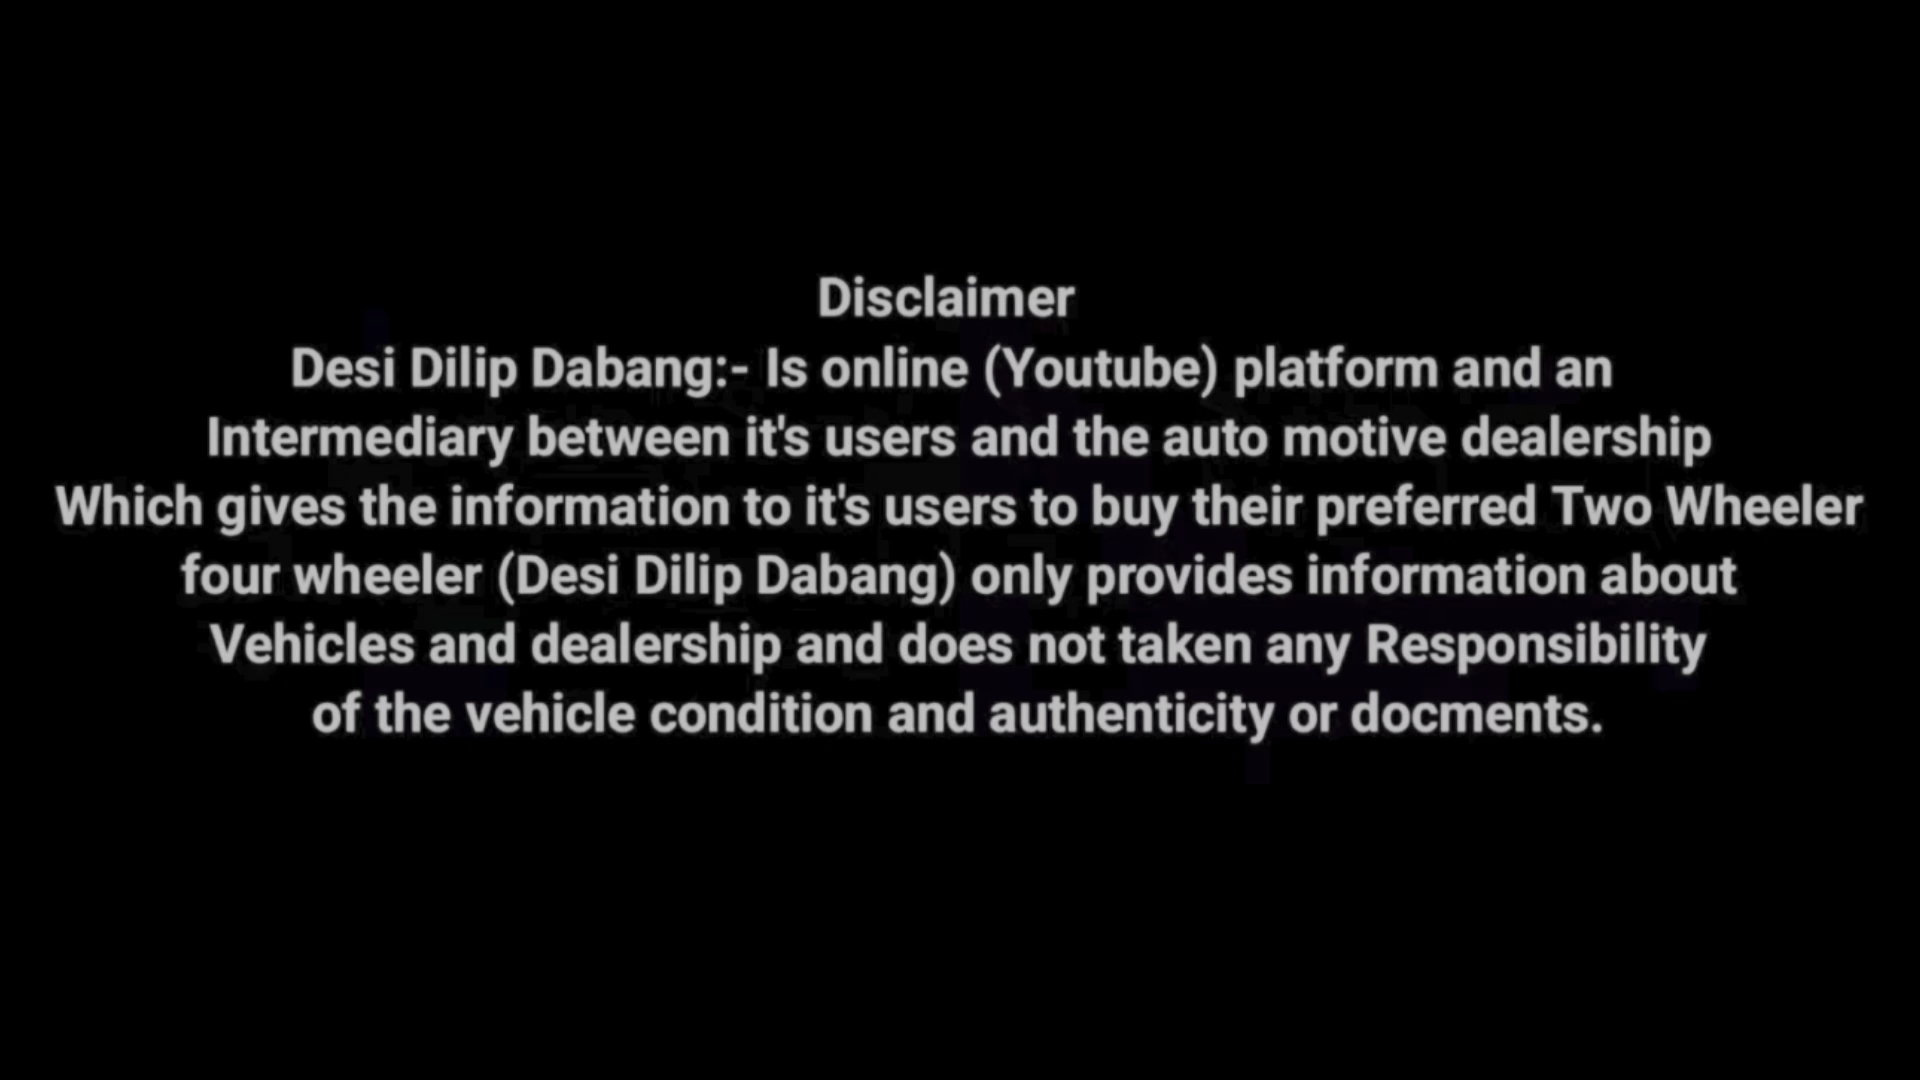 Disclaimer
Desi Dilip Dabang:- Is online (Youtube) platform and an
Intermediary between it's users and the auto motive dealership
Which gives the information to it's users to buy their preferred Two Wheeler
four wheeler (Desi Dilip Dabang) only provides information about
Vehicles and dealership and does not taken any Responsibility
of the vehicle condition and authenticity or docments.